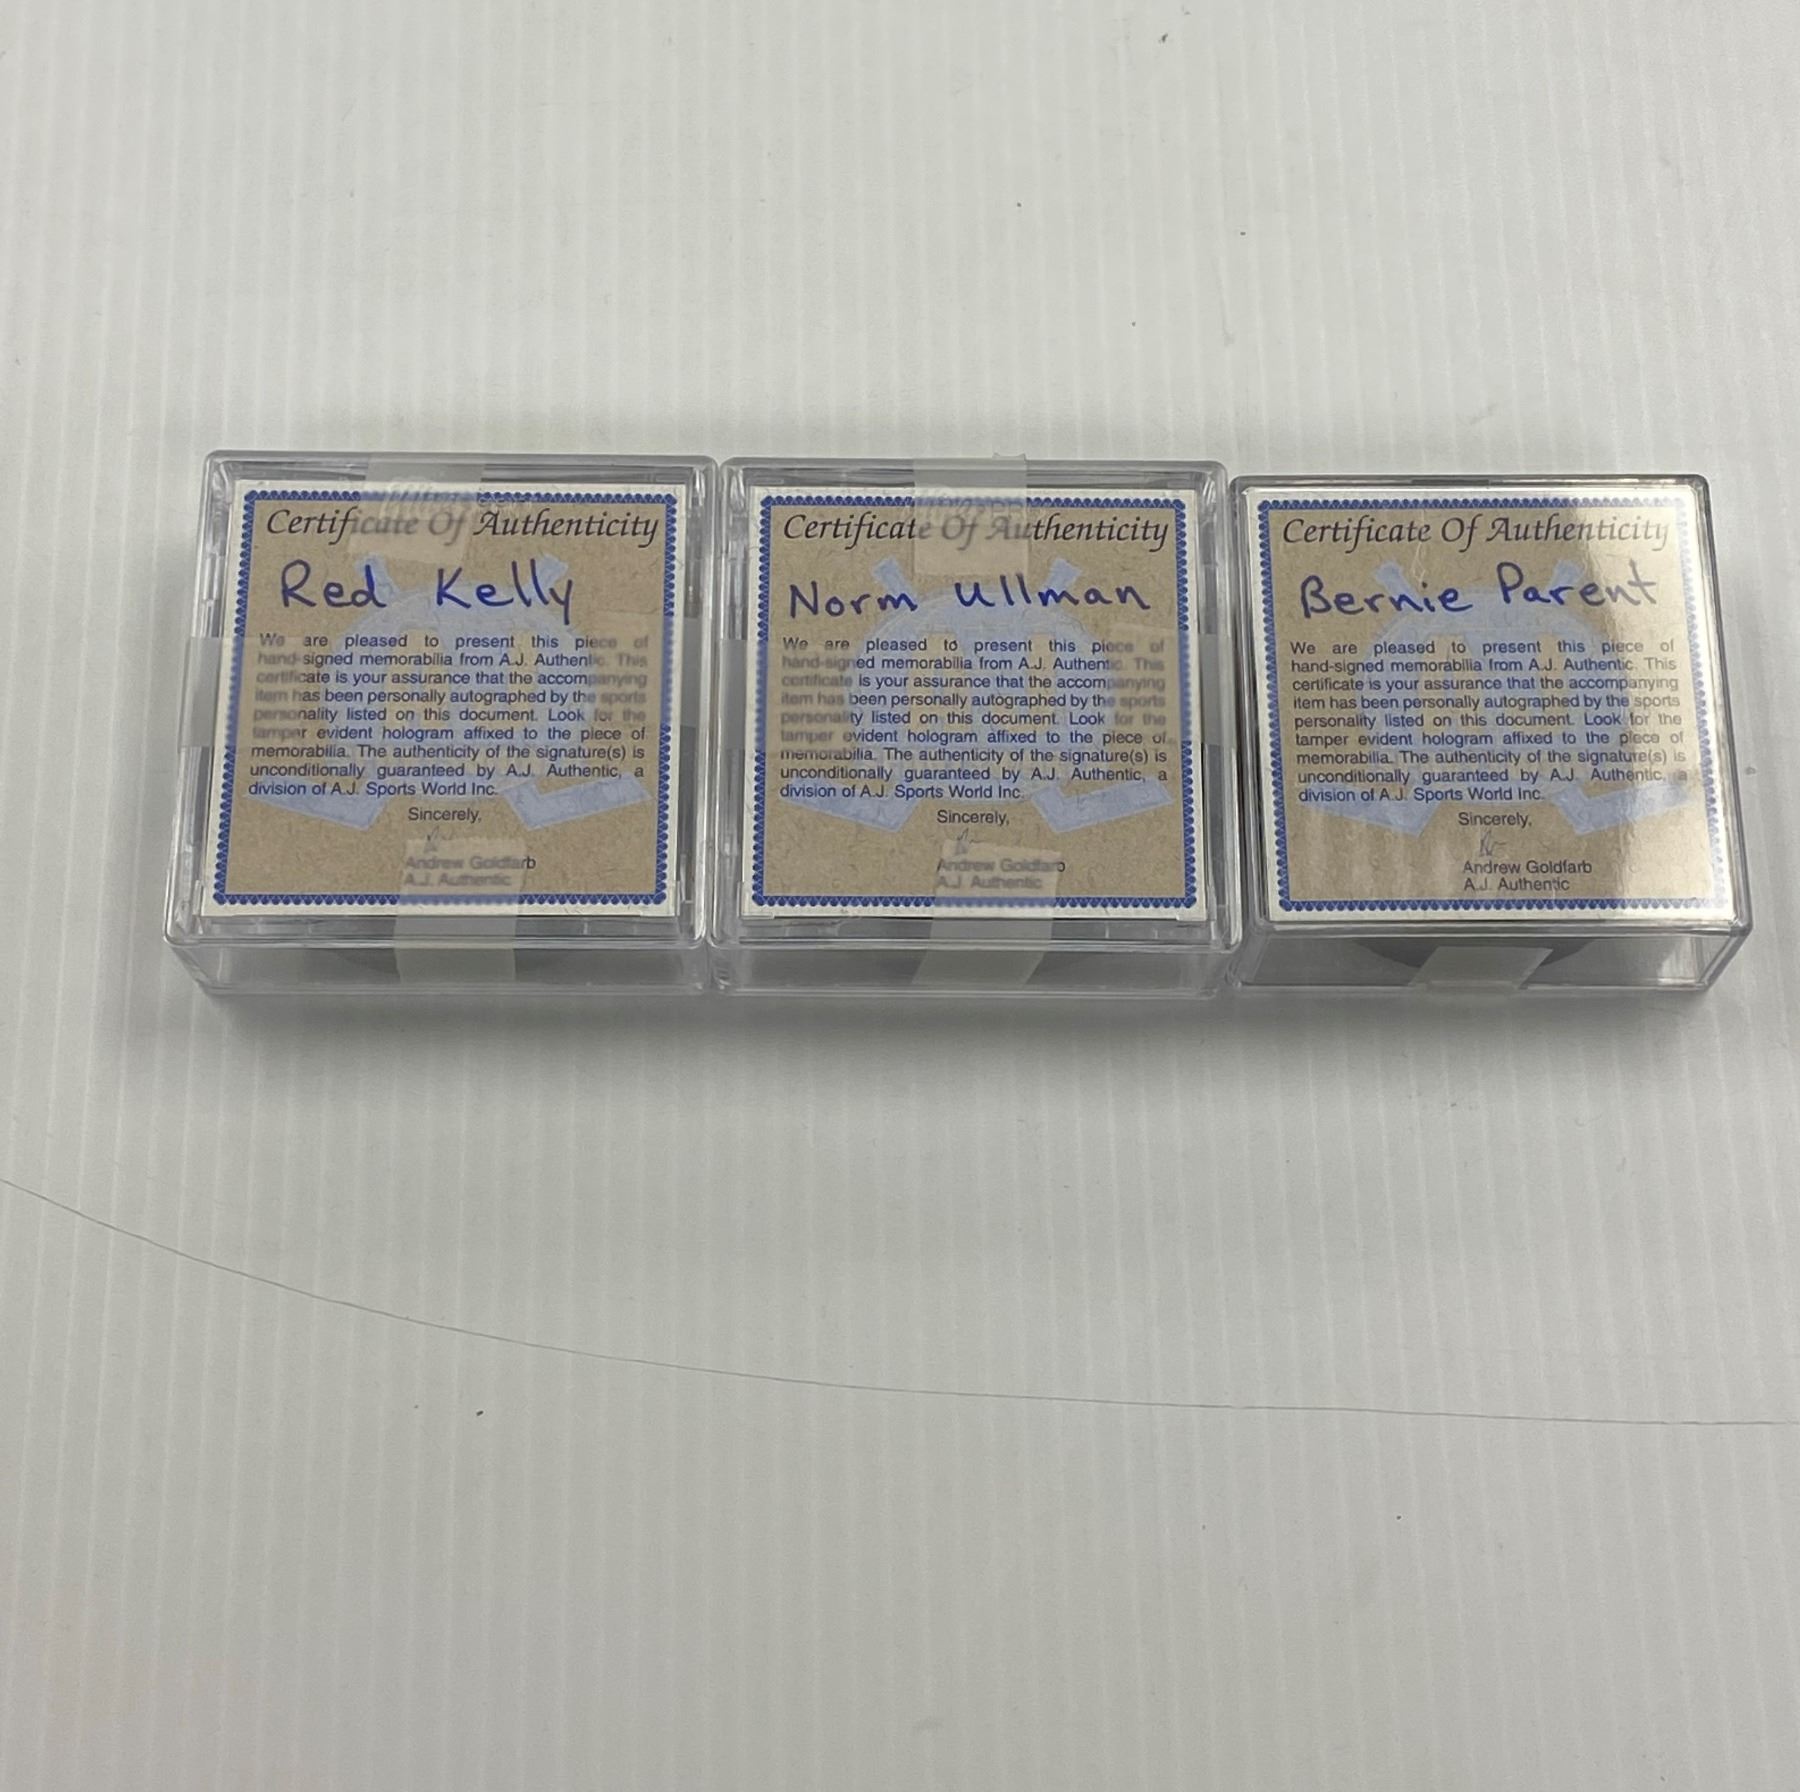 Certificate Of Authenticity
Red Kelly
We are pleased to present this piece of
hand-signed memorabilia from A.J. Authentic. This
certificate is your assurance that the accompanying
item has been personally autographed by the sports
personality listed on this document. Look for the
tamper evident hologram affixed to the piece of
memorabilia. The authenticity of the signature(s) is
unconditionally guaranteed by A.J. Authentic, a
division of A.J. Sports World Inc.
Sincerely,
Andrew Goldfarb
A.J. Authentic
Certificate Of Authenticity
Norm Ullman
We are pleased to present this piece of
hand-signed memorabilia from A.J. Authentic. This
certificate is your assurance that the accompanying
item has been personally autographed by the sports
personality listed on this document. Look for the
tamper evident hologram affixed to the piece of
memorabilia. The authenticity of the signature(s) is
unconditionally guaranteed by A.J. Authentic, a
division of A.J. Sports World Inc.
Sincerely,
Andrew Goldfarb
A.J. Authentic
Certificate Of Authenticity
Bernie Parent
We are pleased to present this piece of
hand-signed memorabilia from A.J. Authentic. This
certificate is your assurance that the accompanying
item has been personally autographed by the sports
personality listed on this document. Look for the
tamper evident hologram affixed to the piece of
memorabilia. The authenticity of the signature(s) is
unconditionally guaranteed by A.J. Authentic, a
division of A.J. Sports World Inc.
Sincerely,
Andrew Goldfarb
A.J. Authentic